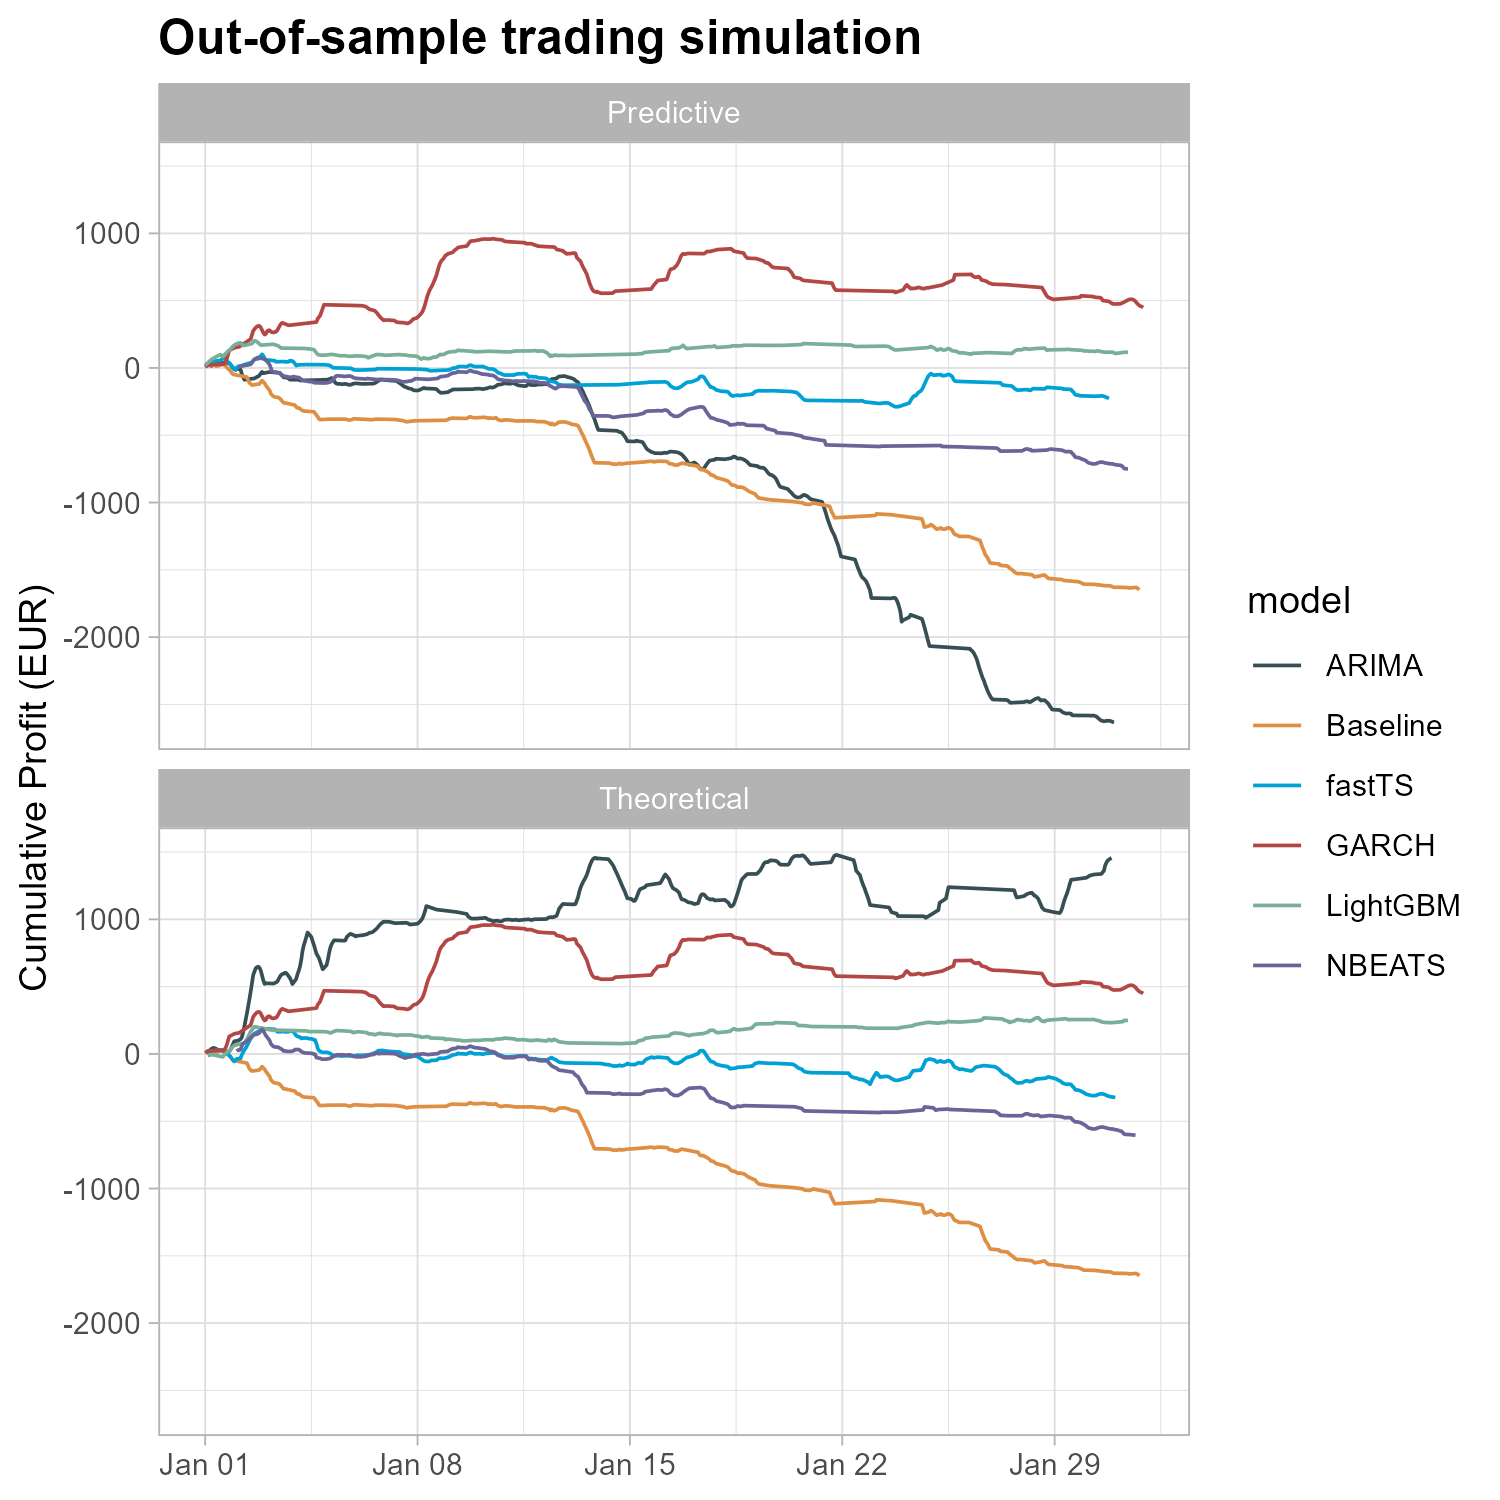 Out-of-sample trading simulation
Predictive
1000
0
-1000
-2000
Theoretical
1000
0
-1000
-2000
Jan 01
Jan 08
Jan 15
Jan 22
Jan 29
Cumulative Profit (EUR)
model
ARIMA
Baseline
fastTS
GARCH
LightGBM
NBEATS